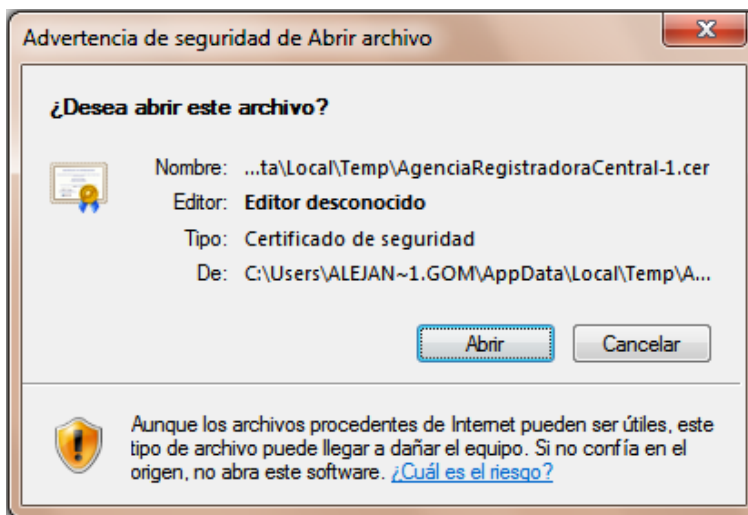 Advertencia de seguridad de Abrir archivo
¿Desea abrir este archivo?
Nombre: ...ta\Local\Temp\AgenciaRegistradoraCentral-1.cer
Editor: Editor desconocido
Tipo: Certificado de seguridad
De: C:\Users\ALEJAN~1.GOM\AppData\Local\Temp\A...
Abrir Cancelar
Aunque los archivos procedentes de Internet pueden ser útiles, este
tipo de archivo puede llegar a dañar el equipo. Si no confía en el
origen, no abra este software. ¿Cuál es el riesgo?